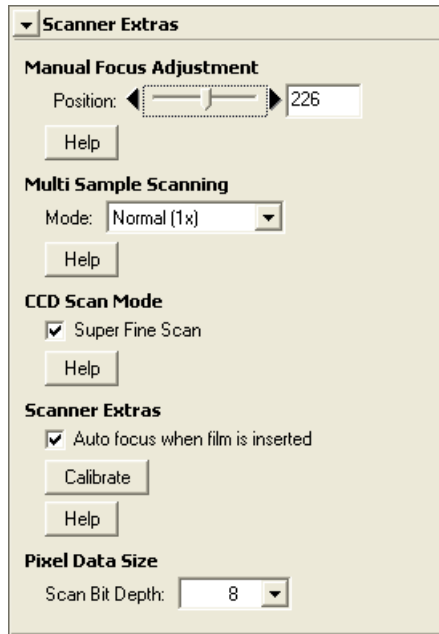 Scanner Extras
Manual Focus Adjustment
Position: 226
Help
Multi Sample Scanning
Mode: Normal (1x)
Help
CCD Scan Mode
Super Fine Scan
Help
Scanner Extras
Auto focus when film is inserted
Calibrate
Help
Pixel Data Size
Scan Bit Depth: 8